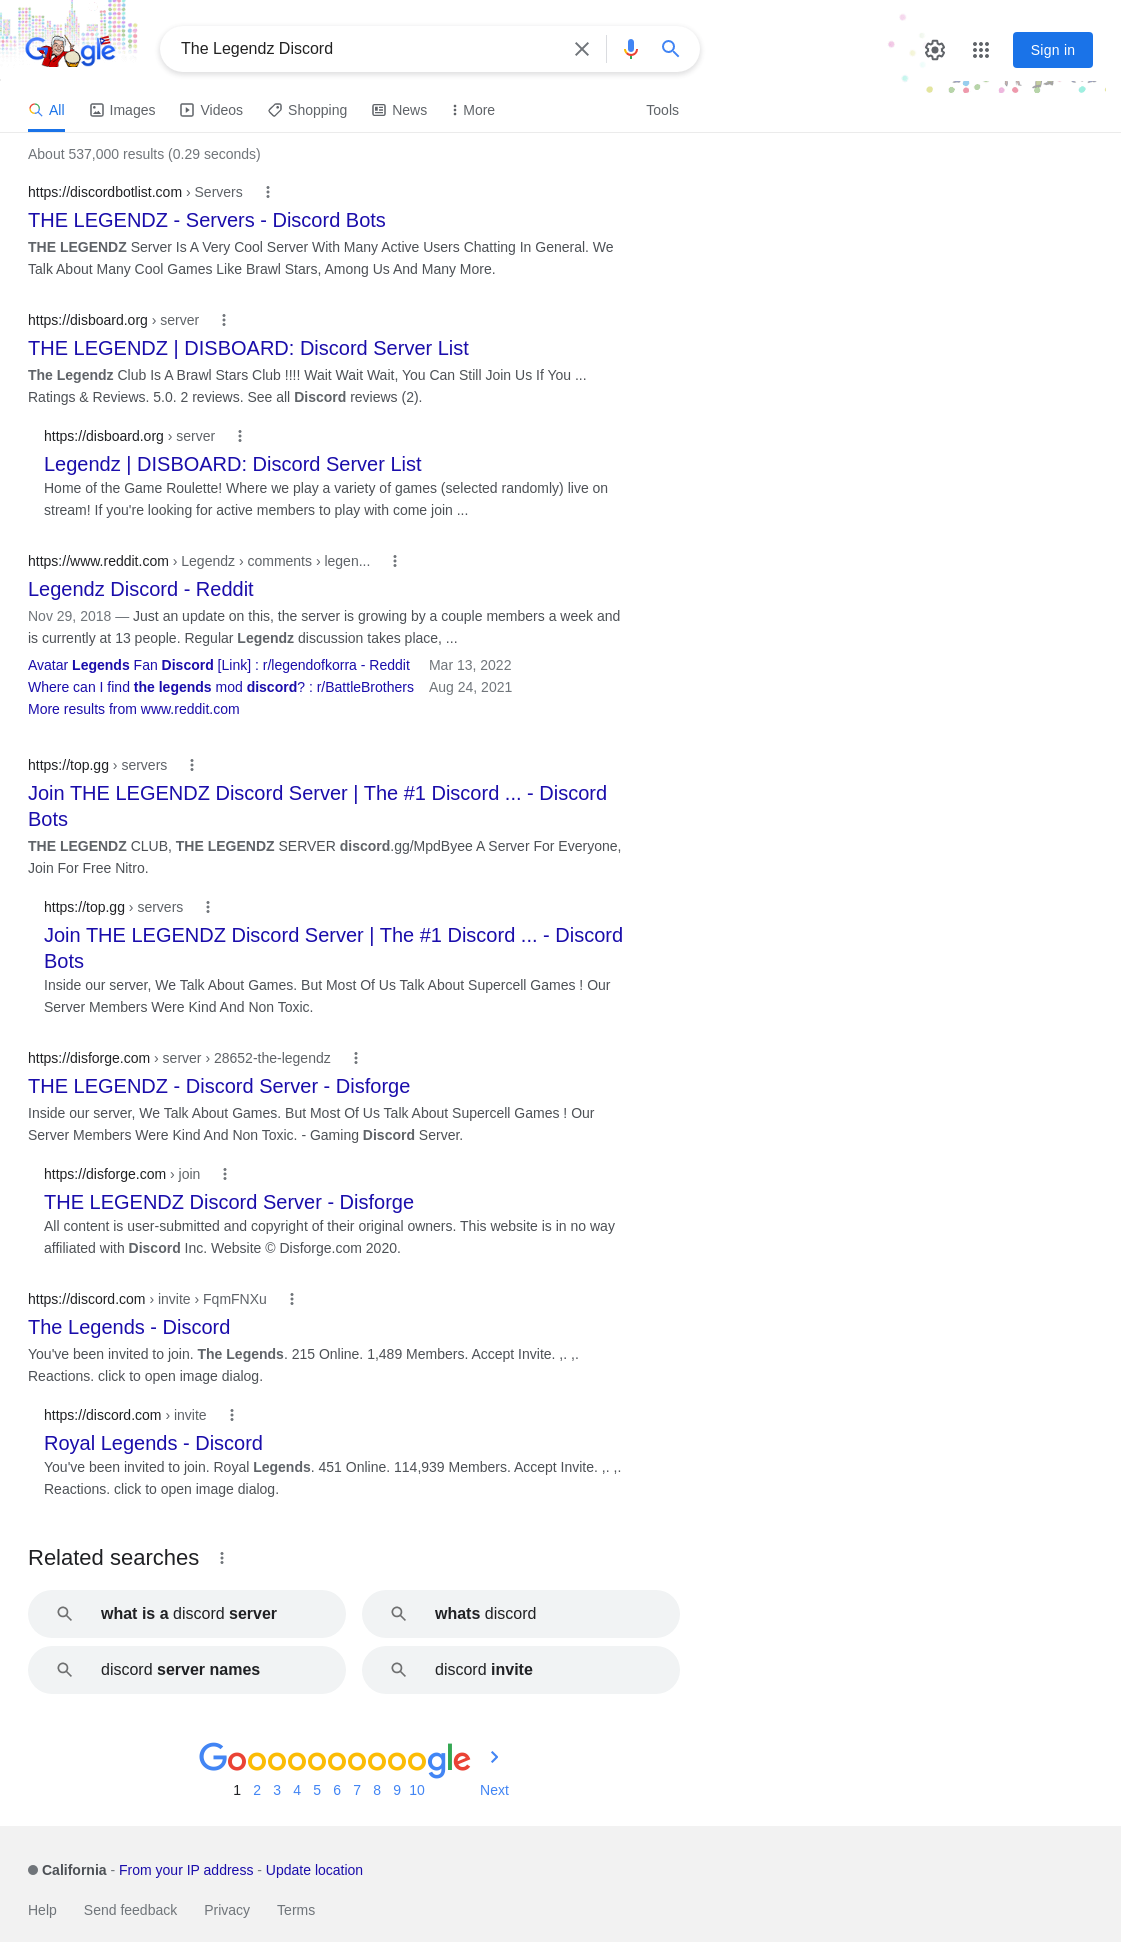 Google
The Legendz Discord
Sign in
All
Images
Videos
Shopping
News
More
Tools
About 537,000 results (0.29 seconds)
https://discordbotlist.com › Servers
THE LEGENDZ - Servers - Discord Bots
THE LEGENDZ Server Is A Very Cool Server With Many Active Users Chatting In General. We
Talk About Many Cool Games Like Brawl Stars, Among Us And Many More.
https://disboard.org › server
THE LEGENDZ | DISBOARD: Discord Server List
The Legendz Club Is A Brawl Stars Club !!!! Wait Wait Wait, You Can Still Join Us If You ...
Ratings & Reviews. 5.0. 2 reviews. See all Discord reviews (2).
https://disboard.org › server
Legendz | DISBOARD: Discord Server List
Home of the Game Roulette! Where we play a variety of games (selected randomly) live on
stream! If you're looking for active members to play with come join ...
https://www.reddit.com › Legendz › comments › legen...
Legendz Discord - Reddit
Nov 29, 2018 — Just an update on this, the server is growing by a couple members a week and
is currently at 13 people. Regular Legendz discussion takes place, ...
Avatar Legends Fan Discord [Link] : r/legendofkorra - Reddit Mar 13, 2022
Where can I find the legends mod discord? : r/BattleBrothers Aug 24, 2021
More results from www.reddit.com
https://top.gg › servers
Join THE LEGENDZ Discord Server | The #1 Discord ... - Discord
Bots
THE LEGENDZ CLUB, THE LEGENDZ SERVER discord.gg/MpdByee A Server For Everyone,
Join For Free Nitro.
https://top.gg › servers
Join THE LEGENDZ Discord Server | The #1 Discord ... - Discord
Bots
Inside our server, We Talk About Games. But Most Of Us Talk About Supercell Games ! Our
Server Members Were Kind And Non Toxic.
https://disforge.com › server › 28652-the-legendz
THE LEGENDZ - Discord Server - Disforge
Inside our server, We Talk About Games. But Most Of Us Talk About Supercell Games ! Our
Server Members Were Kind And Non Toxic. - Gaming Discord Server.
https://disforge.com › join
THE LEGENDZ Discord Server - Disforge
All content is user-submitted and copyright of their original owners. This website is in no way
affiliated with Discord Inc. Website © Disforge.com 2020.
https://discord.com › invite › FqmFNXu
The Legends - Discord
You've been invited to join. The Legends. 215 Online. 1,489 Members. Accept Invite. ,. ,.
Reactions. click to open image dialog.
https://discord.com › invite
Royal Legends - Discord
You've been invited to join. Royal Legends. 451 Online. 114,939 Members. Accept Invite. ,. ,.
Reactions. click to open image dialog.
Related searches
what is a discord server
whats discord
discord server names
discord invite
Goooooooooogle
1 2 3 4 5 6 7 8 9 10 Next
California - From your IP address - Update location
Help Send feedback Privacy Terms